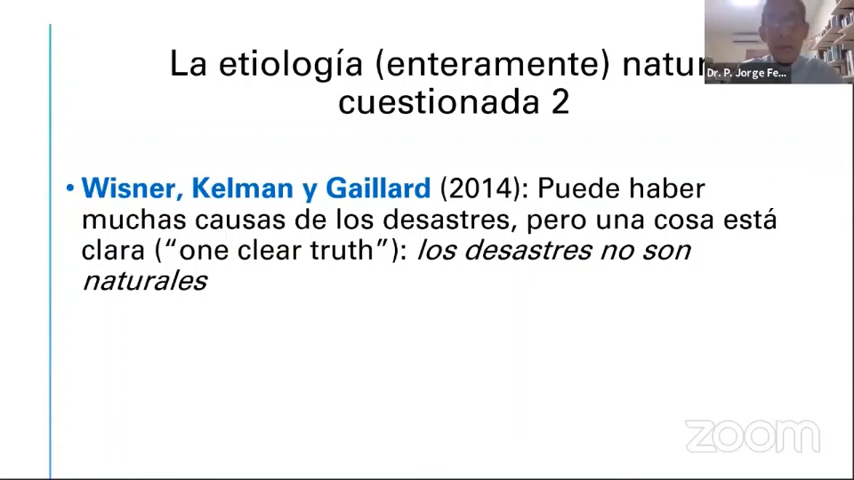 La etiología (enteramente)
cuestionada 2
Dr. P. Jorge Fe...
• Wisner, Kelman y Gaillard (2014): Puede haber
muchas causas de los desastres, pero una cosa está
clara (“one clear truth”): los desastres no son
naturales
zoom